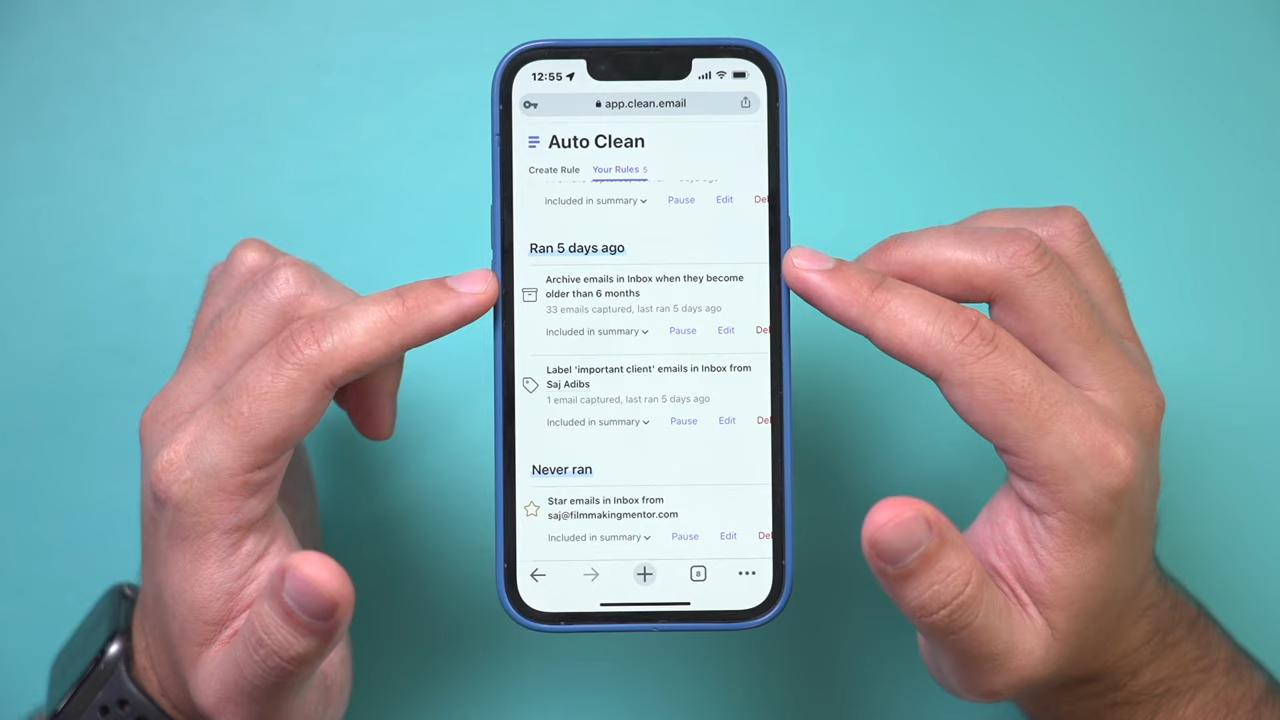 12:55
app.clean.email
Auto Clean
Create Rule Your Rules 5
Included in summary Pause Edit Del
Ran 5 days ago
Archive emails in Inbox when they become
older than 6 months
33 emails captured, last ran 5 days ago
Included in summary Pause Edit Del
Label 'important client' emails in Inbox from
Saj Adibs
1 email captured, last ran 5 days ago
Included in summary Pause Edit Del
Never ran
Star emails in Inbox from
saj@filmmakingmentor.com
Included in summary Pause Edit Del
8